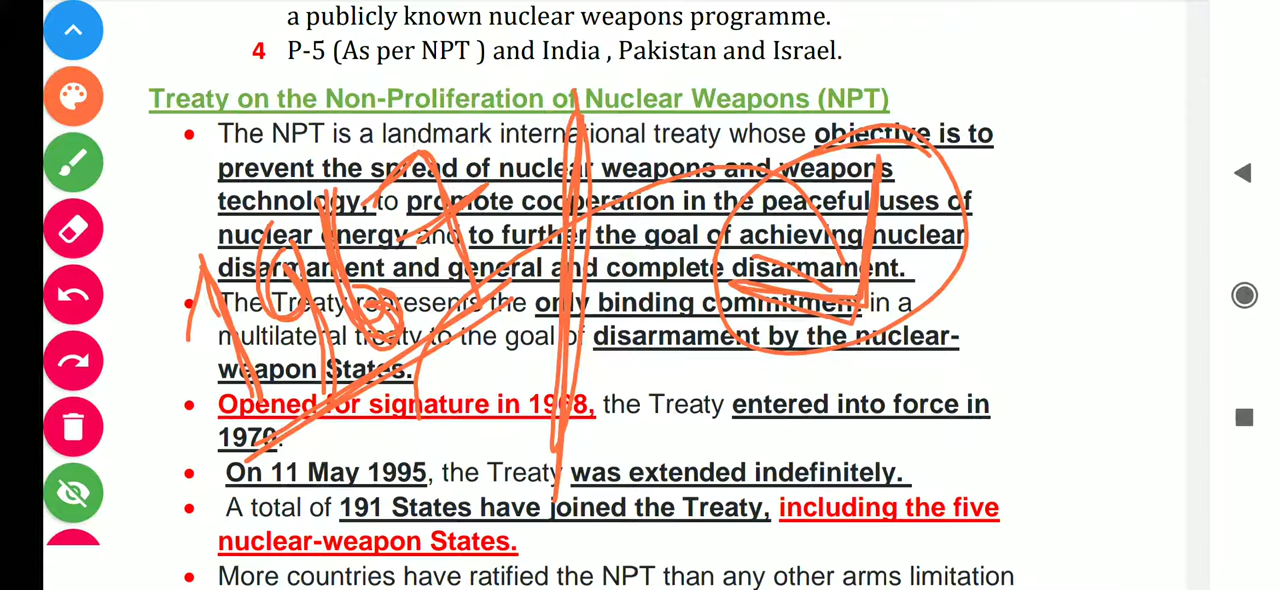 a publicly known nuclear weapons programme.
4 P-5 (As per NPT ) and India , Pakistan and Israel.
Treaty on the Non-Proliferation of Nuclear Weapons (NPT)
• The NPT is a landmark international treaty whose objective is to
prevent the spread of nuclear weapons and weapons
technology, to promote cooperation in the peaceful uses of
nuclear energy and to further the goal of achieving nuclear
disarmament and general and complete disarmament.
• The Treaty represents the only binding commitment in a
multilateral treaty to the goal of disarmament by the nuclear-
weapon States.
• Opened for signature in 1968, the Treaty entered into force in
1970.
• On 11 May 1995, the Treaty was extended indefinitely.
• A total of 191 States have joined the Treaty, including the five
nuclear-weapon States.
• More countries have ratified the NPT than any other arms limitation